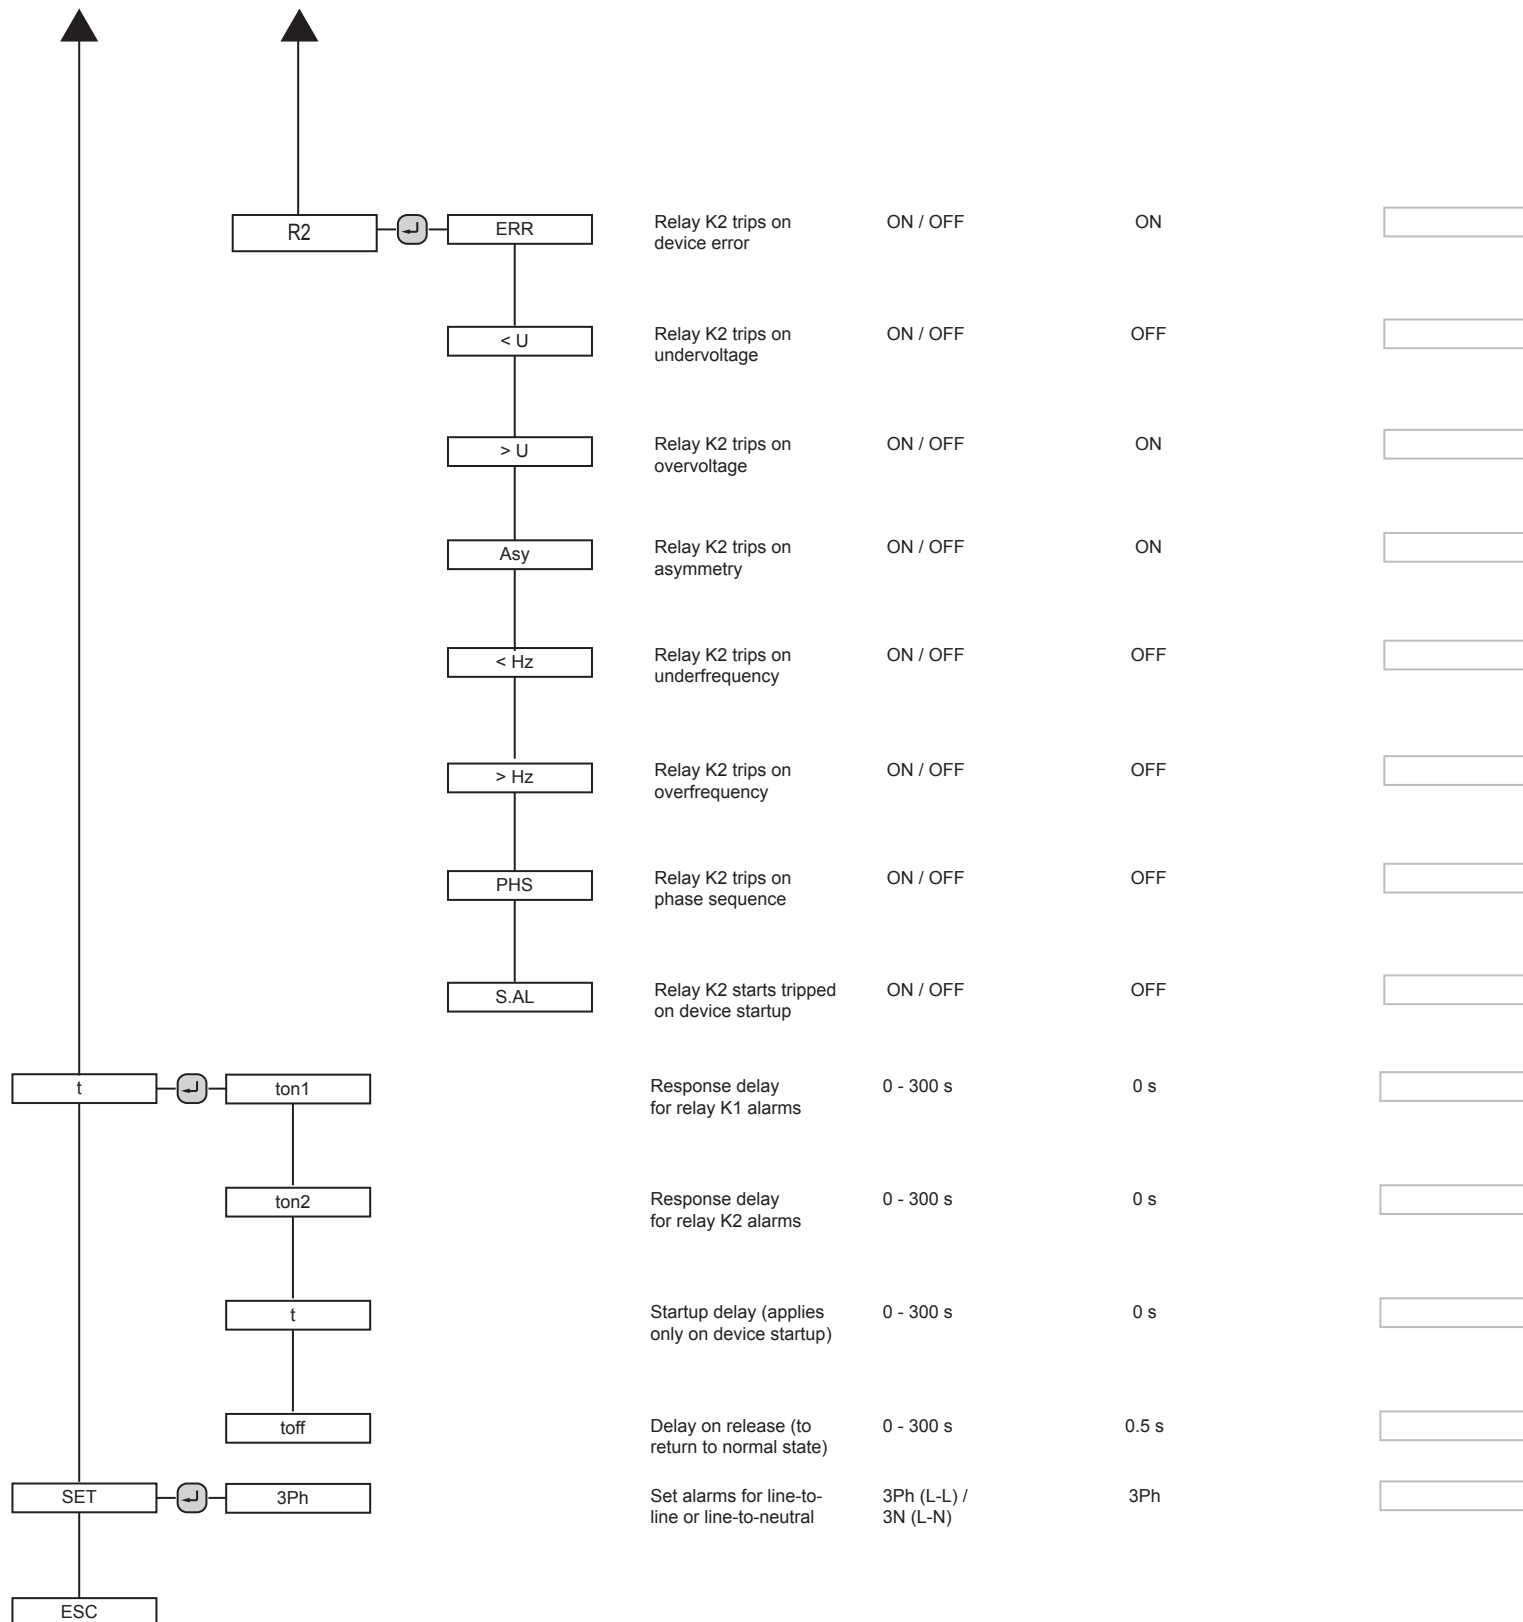 R2
ERR
Relay K2 trips on
device error
ON / OFF
ON
< U
Relay K2 trips on
undervoltage
ON / OFF
OFF
> U
Relay K2 trips on
overvoltage
ON / OFF
ON
Asy
Relay K2 trips on
asymmetry
ON / OFF
ON
< Hz
Relay K2 trips on
underfrequency
ON / OFF
OFF
> Hz
Relay K2 trips on
overfrequency
ON / OFF
OFF
PHS
Relay K2 trips on
phase sequence
ON / OFF
OFF
S.AL
Relay K2 starts tripped
on device startup
ON / OFF
OFF
t
ton1
Response delay
for relay K1 alarms
0 - 300 s
0 s
ton2
Response delay
for relay K2 alarms
0 - 300 s
0 s
t
Startup delay (applies
only on device startup)
0 - 300 s
0 s
toff
Delay on release (to
return to normal state)
0 - 300 s
0.5 s
SET
3Ph
Set alarms for line-to-
line or line-to-neutral
3Ph (L-L) /
3N (L-N)
3Ph
ESC